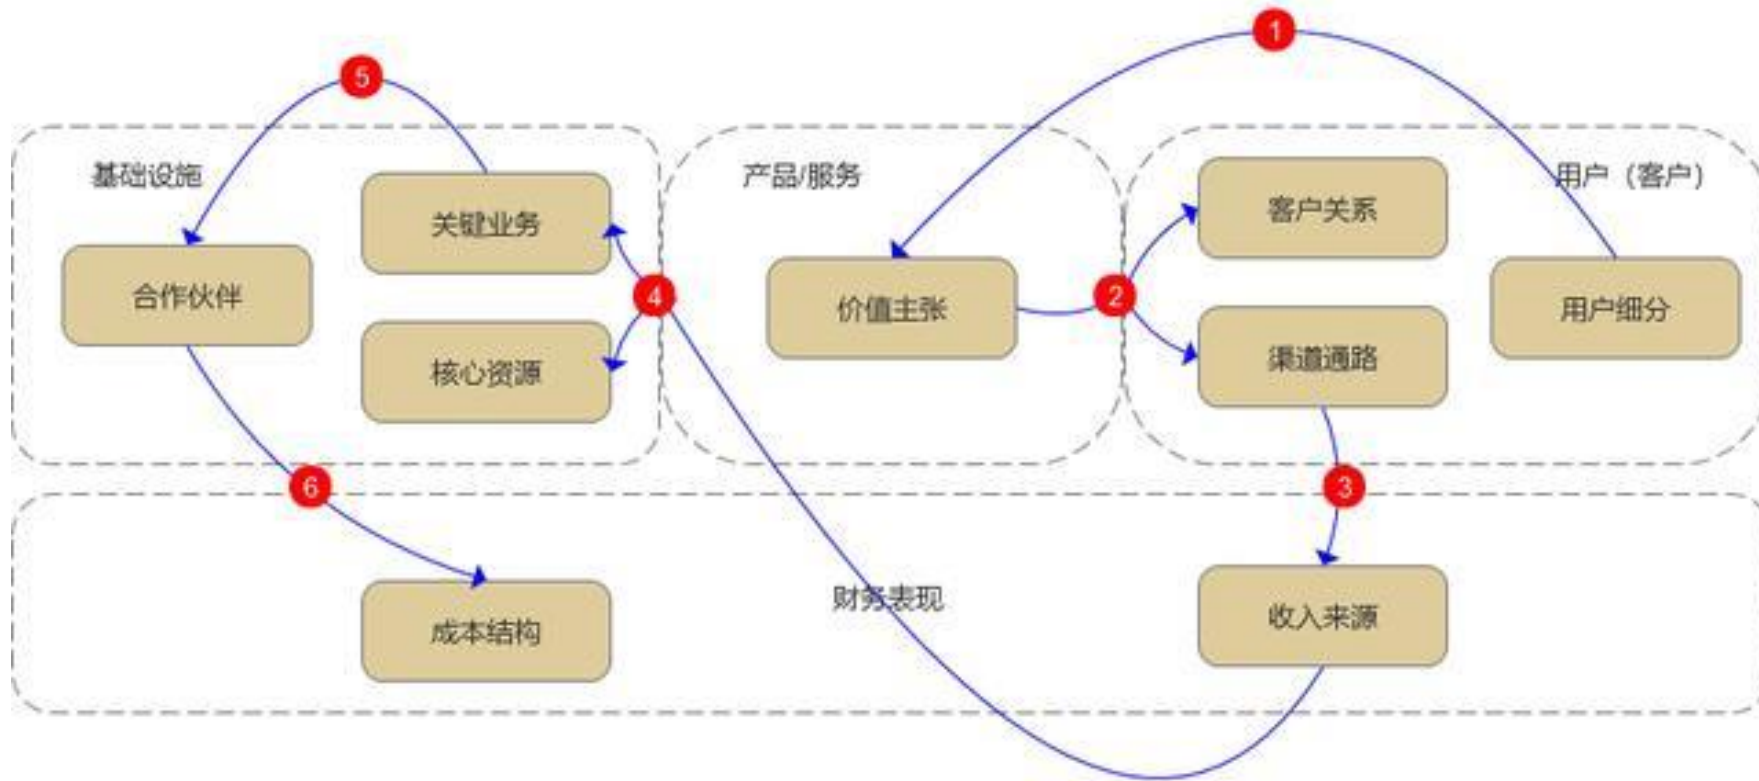 1
5
基础设施
产品/服务
用户（客户）
关键业务
客户关系
合作伙伴
4
价值主张
2
用户细分
核心资源
渠道通路
6
3
财务表现
成本结构
收入来源